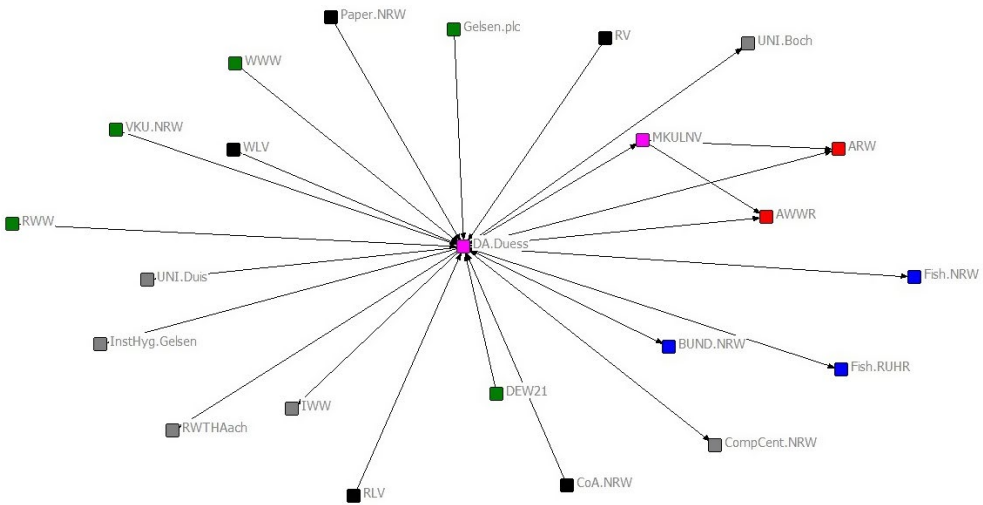 Paper.NRW
Gelsen.plc
RV
UNI.Boch
WWW
VKU.NRW
WLV
MKULNV
ARW
RWW
AWWR
DA.Duess
UNI.Duis
Fish.NRW
InstHyg.Gelsen
BUND.NRW
Fish.RUHR
DEW21
IWW
RWTHAach
CompCent.NRW
RLV
CoA.NRW